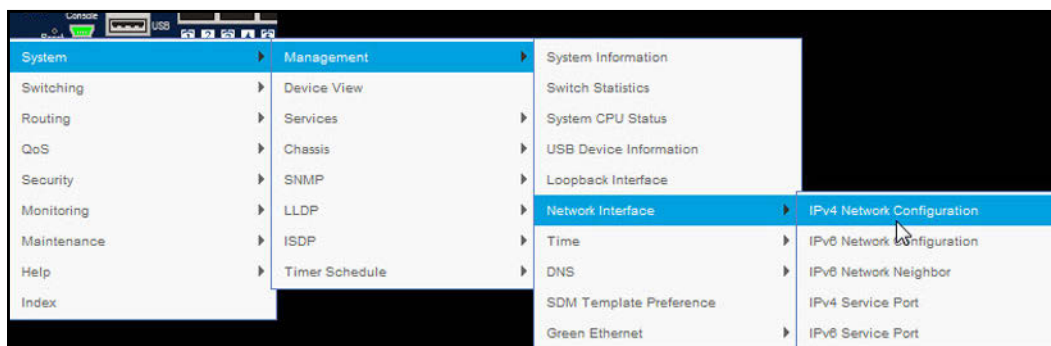 Console
USB
System
Switching
Routing
QoS
Security
Monitoring
Maintenance
Help
Index
Management
Device View
Services
Chassis
SNMP
LLDP
ISDP
Timer Schedule
System Information
Switch Statistics
System CPU Status
USB Device Information
Loopback Interface
Network Interface
Time
DNS
SDM Template Preference
Green Ethernet
IPv4 Network Configuration
IPv6 Network Configuration
IPv6 Network Neighbor
IPv4 Service Port
IPv6 Service Port